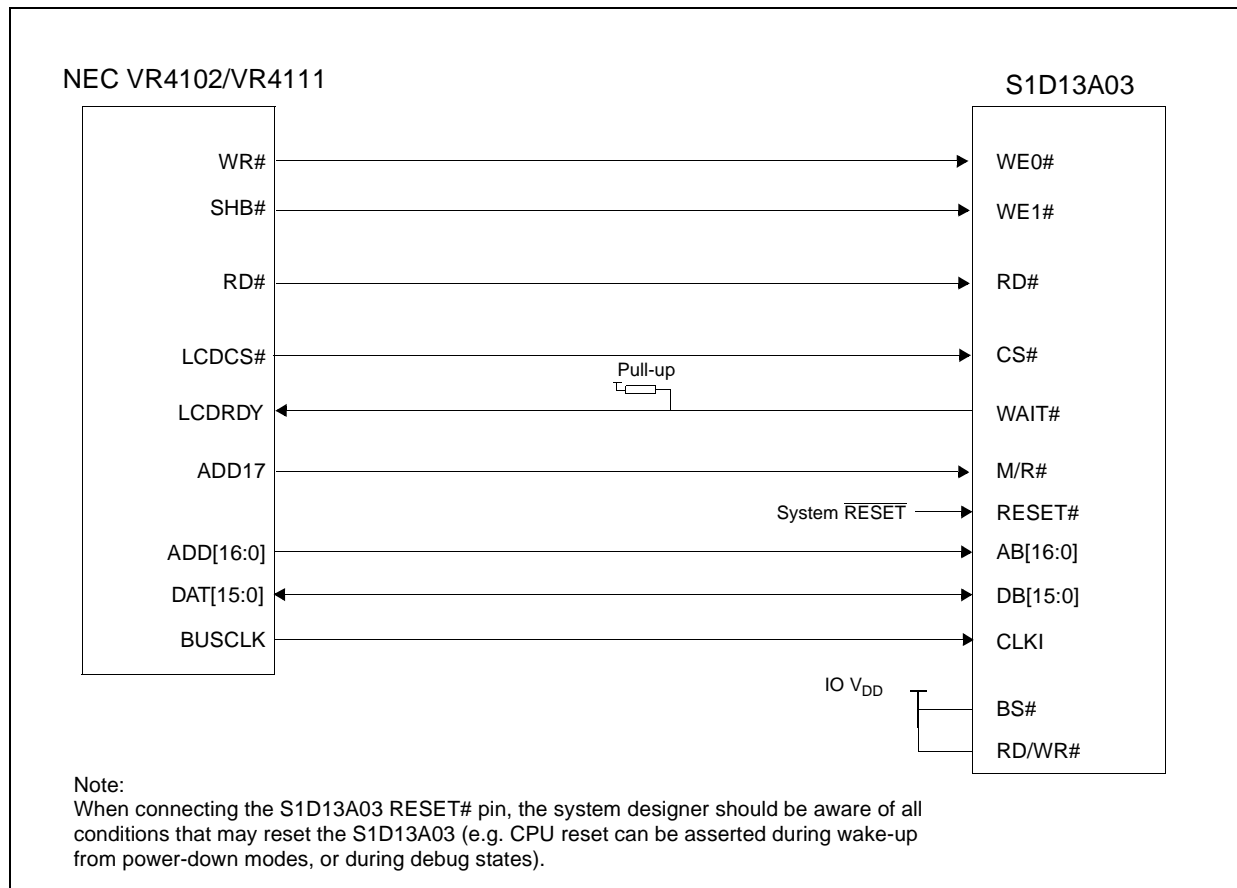 NEC VR4102/VR4111
S1D13A03
WR#
WE0#
SHB#
WE1#
RD#
RD#
LCDCS#
CS#
Pull-up
LCDRDY
WAIT#
ADD17
M/R#
System RESET
RESET#
ADD[16:0]
AB[16:0]
DAT[15:0]
DB[15:0]
BUSCLK
CLKI
IO VDD
BS#
RD/WR#
Note:
When connecting the S1D13A03 RESET# pin, the system designer should be aware of all
conditions that may reset the S1D13A03 (e.g. CPU reset can be asserted during wake-up
from power-down modes, or during debug states).